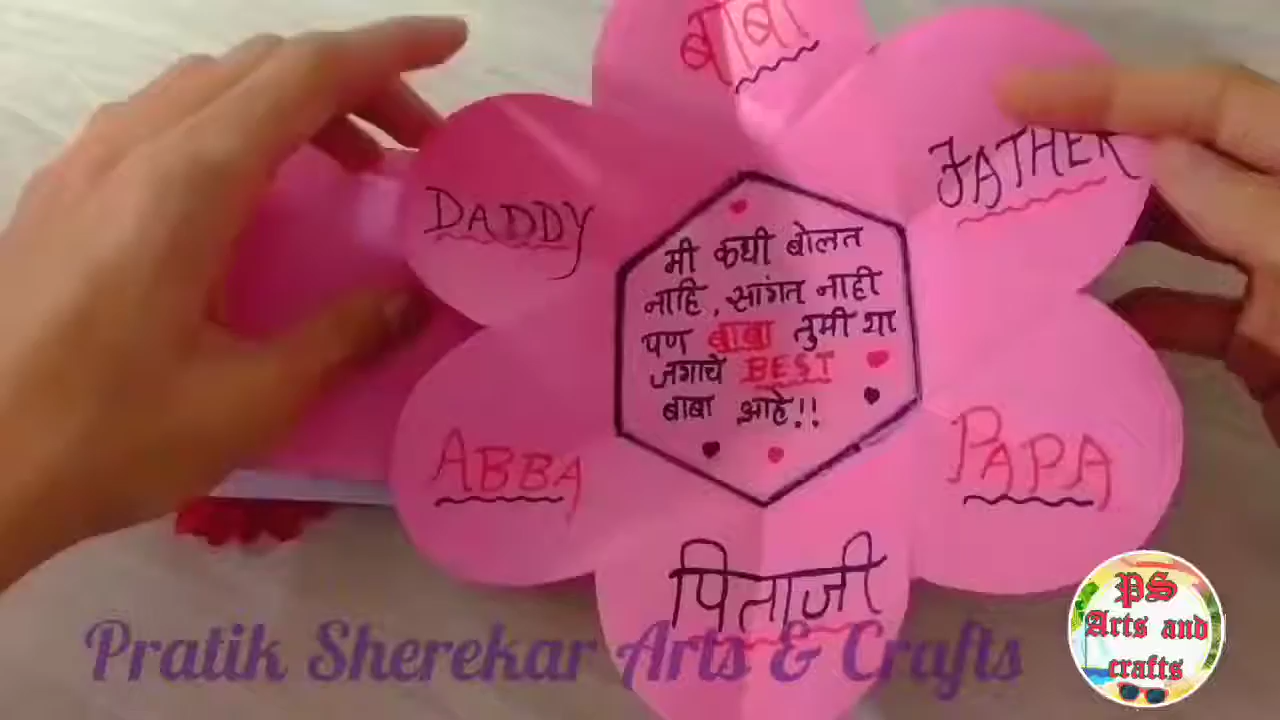 बाबा
FATHER
DADDY
मी कधी बोलत
नाहि, सांगत नाही
पण बाबा तुमी या
जगाचे BEST
बाबा आहे!!
ABBA
PAPA
पिताजी
Pratik Sherekar Arts & Crafts
PS
Arts and
crafts